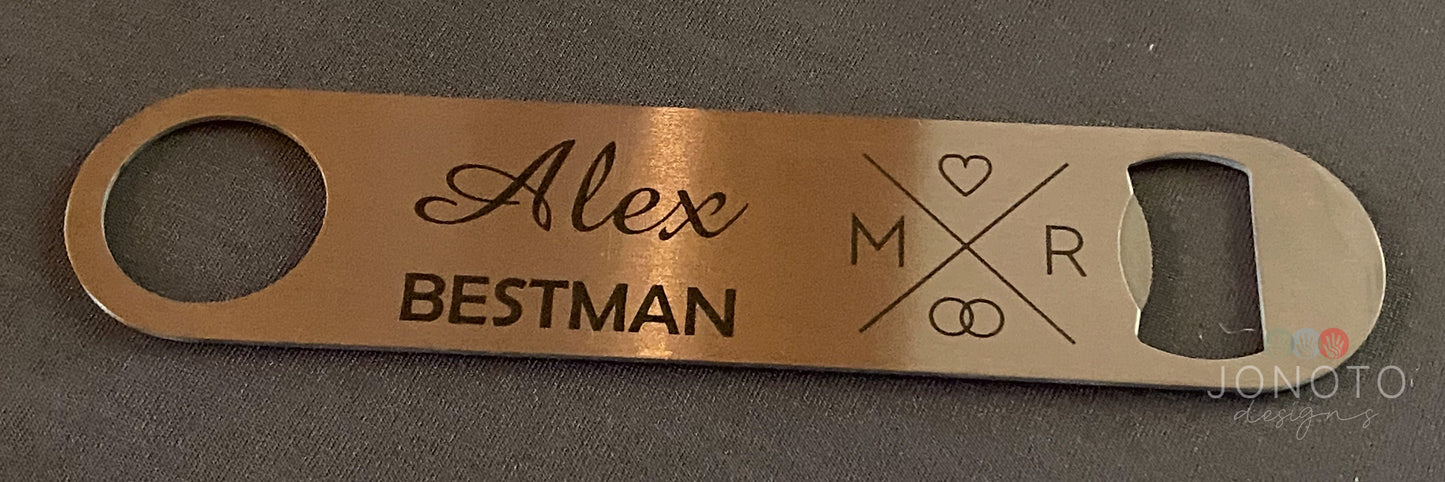 Alex
BESTMAN
M R
JONOTO
designs